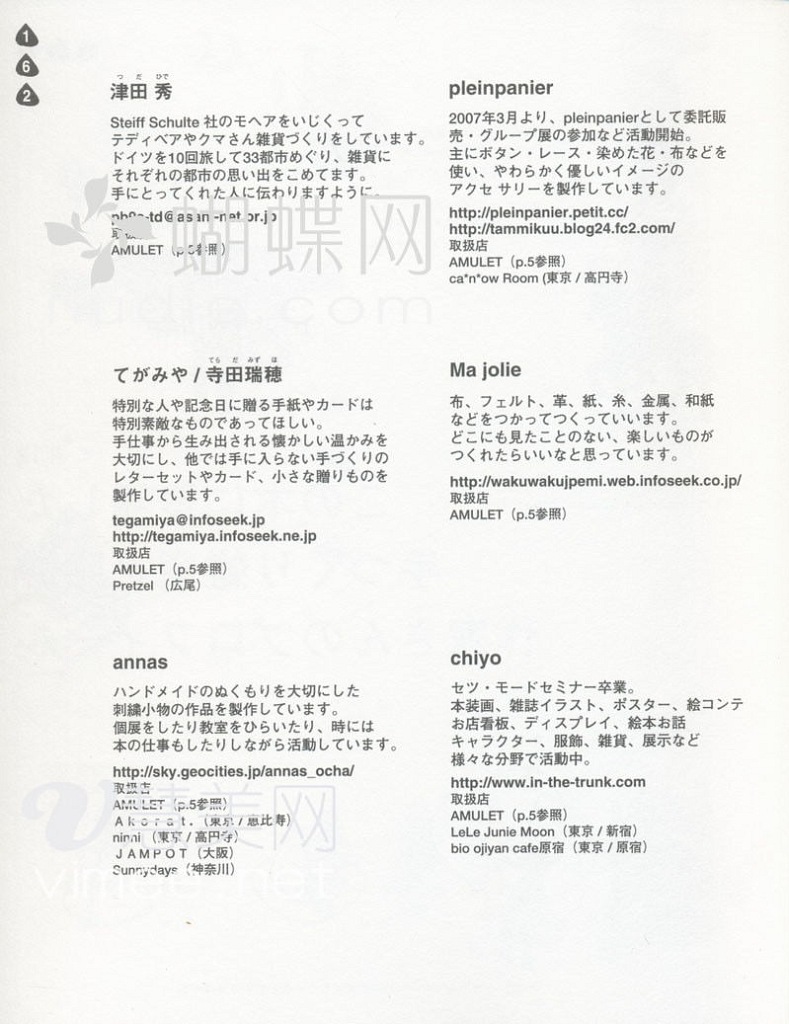 1
6
2
つだ ひで
津田 秀
Steiff Schulte 社のモヘアをいじくって
テディベアやクマさん雑貨づくりをしています。
ドイツを10回旅して33都市めぐり、雑貨に
それぞれの都市の思い出をこめてます。
手にとってくれた人に伝わりますように。
AMULET（p.5参照）
pleinpanier
2007年3月より、pleinpanierとして委託販
売・グループ展の参加など活動開始。
主にボタン・レース・染めた花・布などを
使い、やわらかく優しいイメージの
アクセ サリーを製作しています。
http://pleinpanier.petit.cc/
http://tammikuu.blog24.fc2.com/
取扱店
AMULET（p.5参照）
ca*n*ow Room (東京 / 高円寺）
てら だ みず ほ
てがみや / 寺田瑞穂
特別な人や記念日に贈る手紙やカードは
特別素敵なものであってほしい。
手仕事から生み出される懐かしい温かみを
大切にし、他では手に入らない手づくりの
レターセットやカード、小さな贈りものを
製作しています。
tegamiya@infoseek.jp
http://tegamiya.infoseek.ne.jp
取扱店
AMULET（p.5参照）
Pretzel （広尾）
Ma jolie
布、フェルト、革、紙、糸、金属、和紙
などをつかってつくっていいます。
どこにも見たことのない、楽しいものが
つくれたらいいなと思っています。
http://wakuwakujpemi.web.infoseek.co.jp/
取扱店
AMULET（p.5参照）
annas
ハンドメイドのぬくもりを大切にした
刺繍小物の作品を製作しています。
個展をしたり教室をひらいたり、時には
本の仕事もしたりしながら活動しています。
http://sky.geocities.jp/annas_ocha/
取扱店
AMULET（p.5参照）
Ａｋｏｒａｔ．（東京 / 恵比寿）
ninni （東京 / 高円寺）
ＪＡＭＰＯＴ（大阪）
Sunnydays（神奈川）
chiyo
セツ・モードセミナー卒業。
本装画、雑誌イラスト、ポスター、絵コンテ
お店看板、ディスプレイ、絵本お話
キャラクター、服飾、雑貨、展示など
様々な分野で活動中。
http://www.in-the-trunk.com
取扱店
AMULET（p.5参照）
LeLe Junie Moon（東京 / 新宿）
bio ojiyan cafe原宿（東京 / 原宿）
蝴蝶网